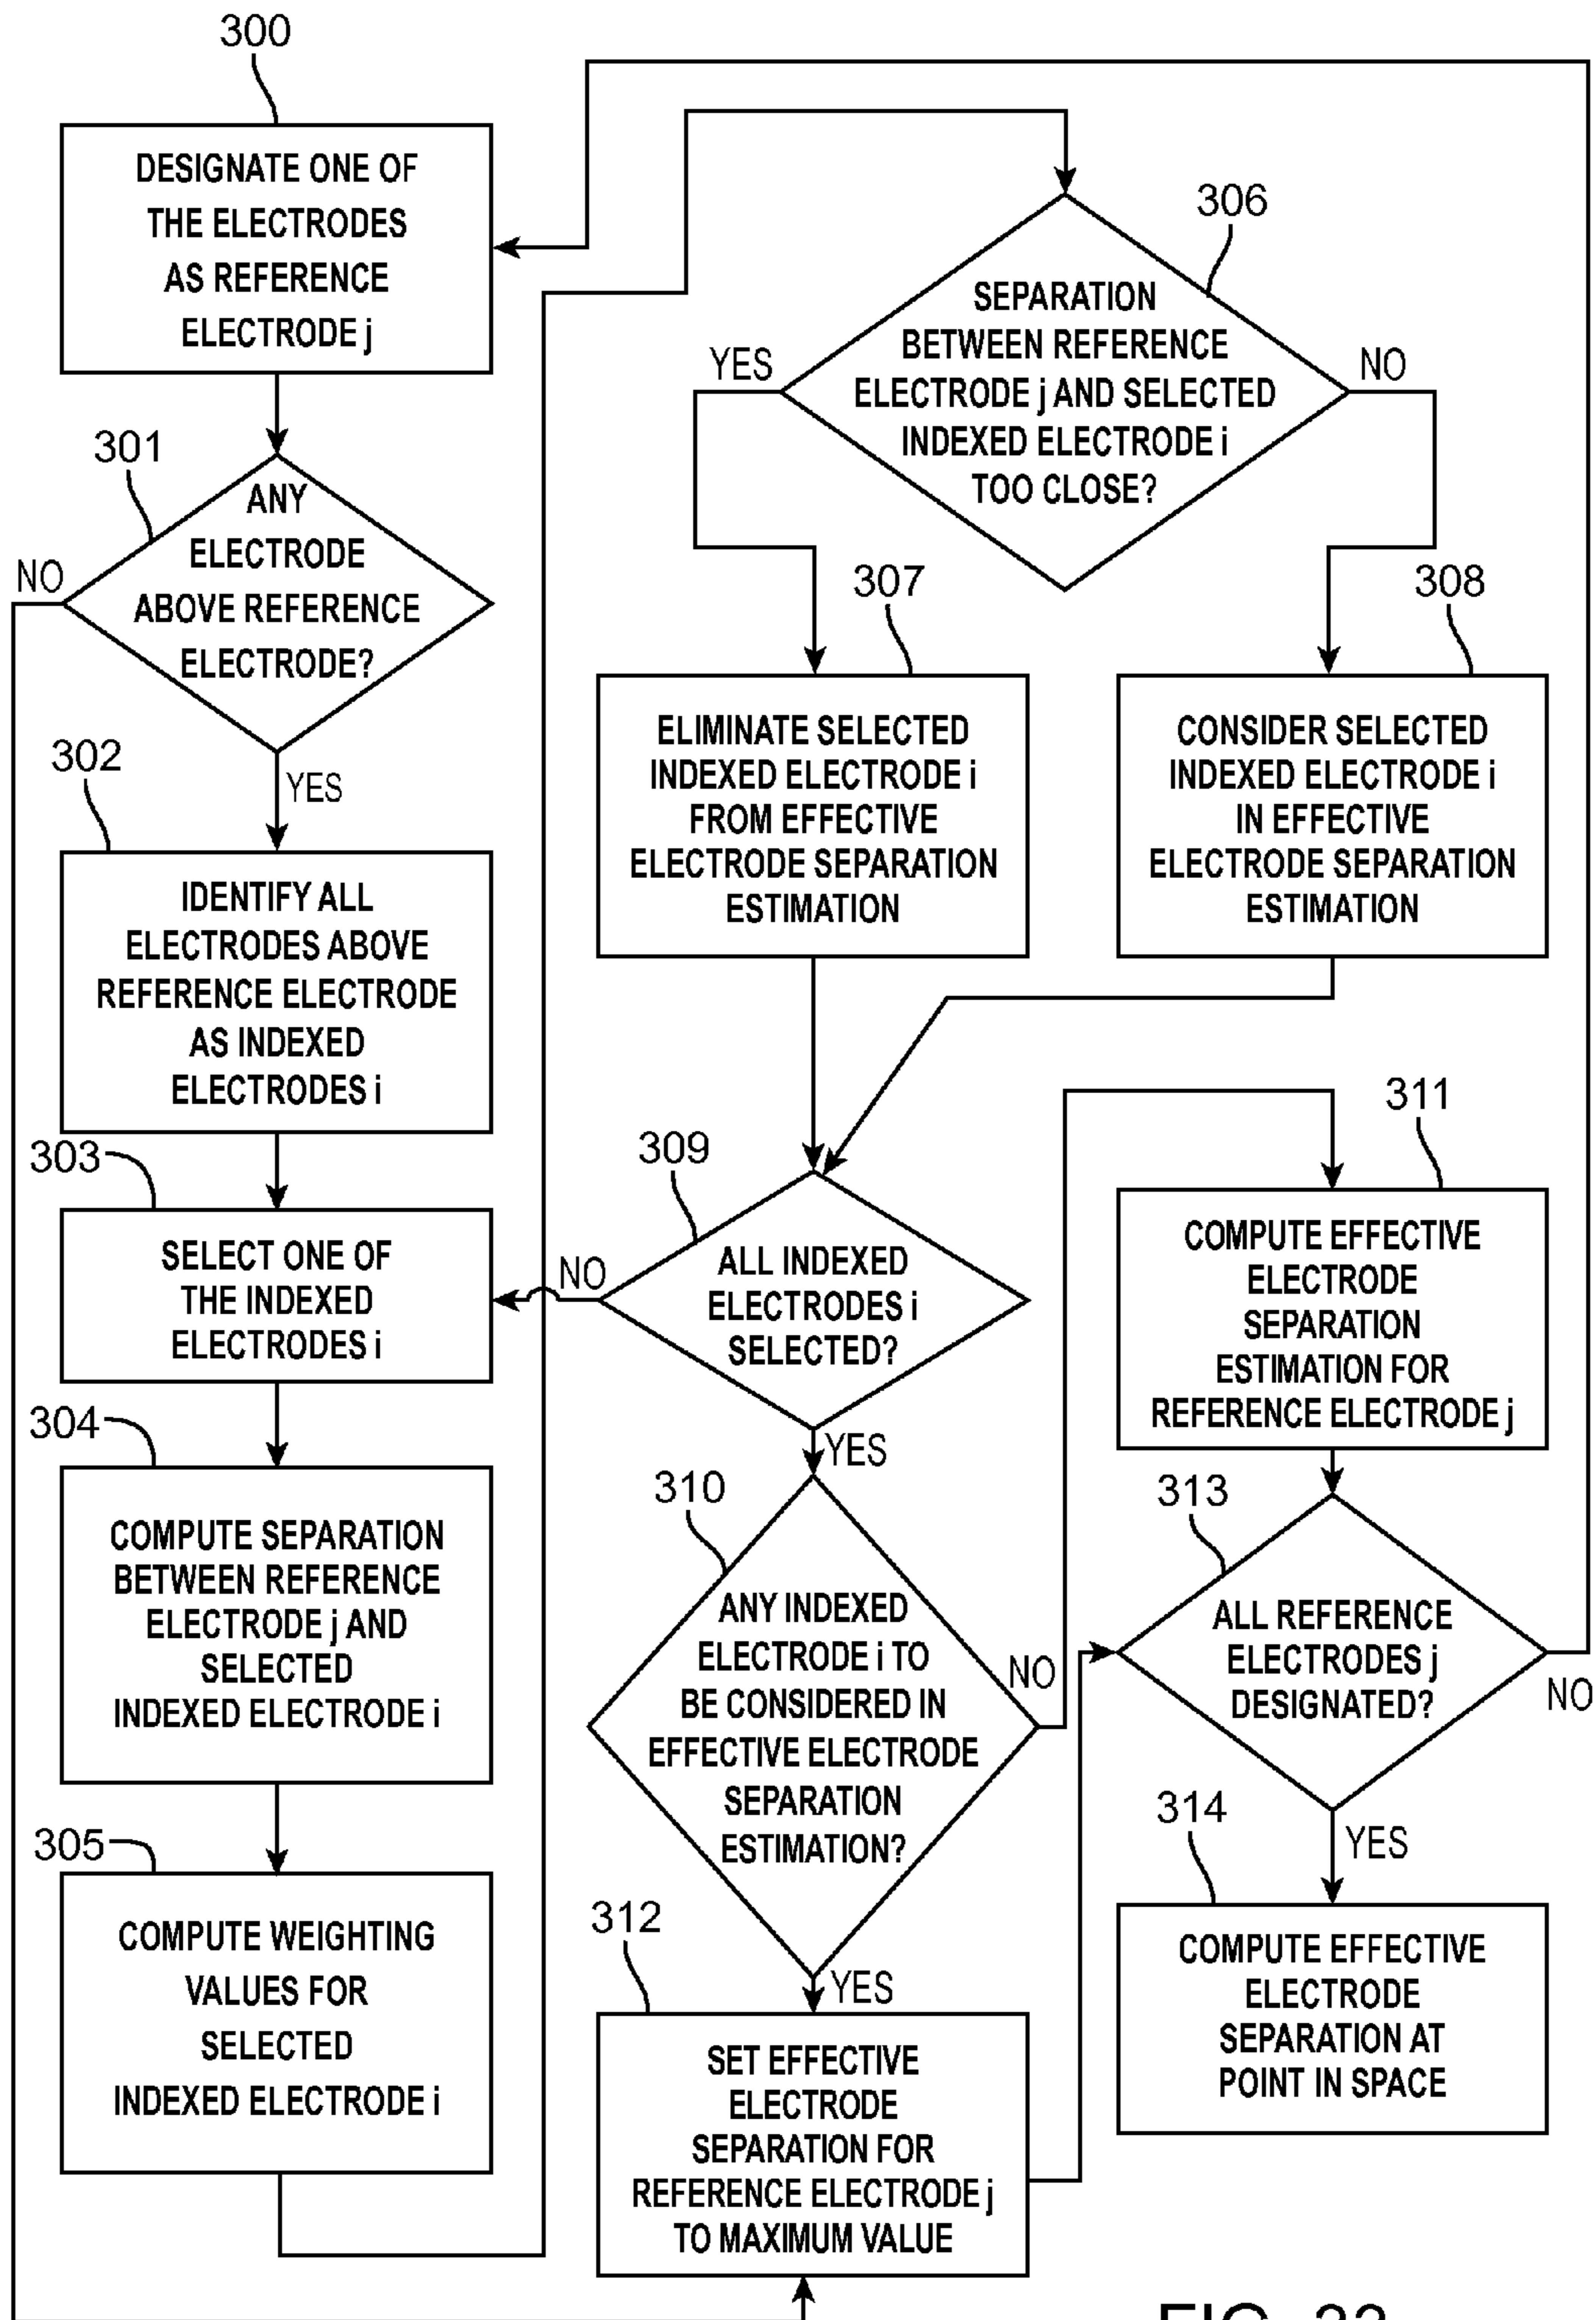 300
DESIGNATE ONE OF
THE ELECTRODES
AS REFERENCE
ELECTRODE j
301
ANY
ELECTRODE
ABOVE REFERENCE
ELECTRODE?
NO
YES
302
IDENTIFY ALL
ELECTRODES ABOVE
REFERENCE ELECTRODE
AS INDEXED
ELECTRODES i
303
SELECT ONE OF
THE INDEXED
ELECTRODES i
304
COMPUTE SEPARATION
BETWEEN REFERENCE
ELECTRODE j AND
SELECTED
INDEXED ELECTRODE i
305
COMPUTE WEIGHTING
VALUES FOR
SELECTED
INDEXED ELECTRODE i
306
SEPARATION
BETWEEN REFERENCE
ELECTRODE j AND SELECTED
INDEXED ELECTRODE i
TOO CLOSE?
YES
NO
307
ELIMINATE SELECTED
INDEXED ELECTRODE i
FROM EFFECTIVE
ELECTRODE SEPARATION
ESTIMATION
308
CONSIDER SELECTED
INDEXED ELECTRODE i
IN EFFECTIVE
ELECTRODE SEPARATION
ESTIMATION
309
ALL INDEXED
ELECTRODES i
SELECTED?
NO
YES
310
ANY INDEXED
ELECTRODE i TO
BE CONSIDERED IN
EFFECTIVE ELECTRODE
SEPARATION
ESTIMATION?
NO
YES
311
COMPUTE EFFECTIVE
ELECTRODE
SEPARATION
ESTIMATION FOR
REFERENCE ELECTRODE j
312
SET EFFECTIVE
ELECTRODE
SEPARATION FOR
REFERENCE ELECTRODE j
TO MAXIMUM VALUE
313
ALL REFERENCE
ELECTRODES j
DESIGNATED?
NO
YES
314
COMPUTE EFFECTIVE
ELECTRODE
SEPARATION AT
POINT IN SPACE
FIG.